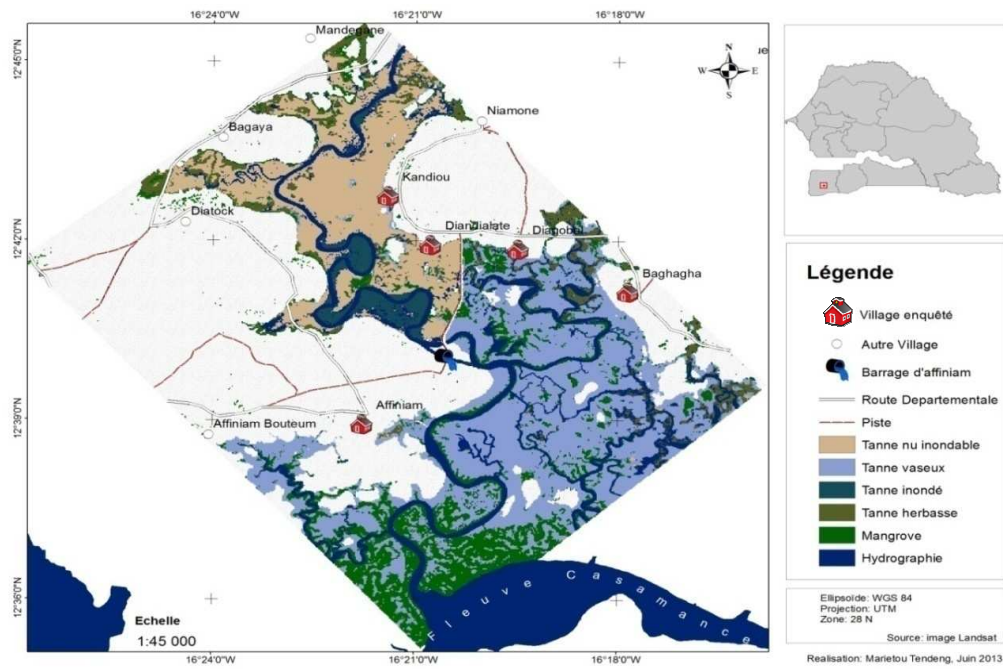 16°24'0"W
16°21'0"W
16°18'0"W
12°45'0"N
12°42'0"N
12°39'0"N
12°36'0"N
Mandegane
N
W
E
S
Bagaya
Niamone
Kandiou
Diatock
Diandialate
Diagobel
Baghagha
Affiniam
Affiniam Bouteum
Fleuve Casamance
Echelle
1:45 000
16°24'0"W
16°21'0"W
16°18'0"W
Légende
Village enquêté
Autre Village
Barrage d'affiniam
Route Departementale
Piste
Tanne nu inondable
Tanne vaseux
Tanne inondé
Tanne herbasse
Mangrove
Hydrographie
Ellipsoïde: WGS 84
Projection: UTM
Zone: 28 N
Source: image Landsat
Realisation: Marietou Tendeng, Juin 2013